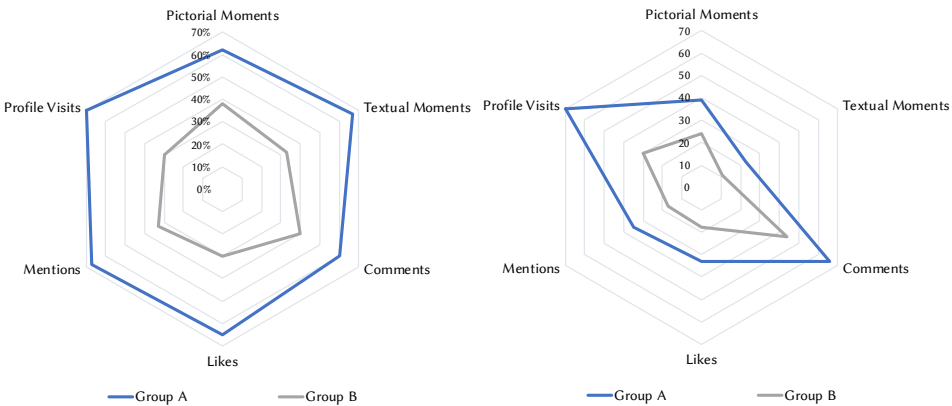 Pictorial Moments
70%
60%
50%
40%
30%
20%
10%
0%
Profile Visits
Textual Moments
Mentions
Comments
Likes
Group A
Group B
Pictorial Moments
70
60
50
40
30
20
10
0
Profile Visits
Textual Moments
Mentions
Comments
Likes
Group A
Group B